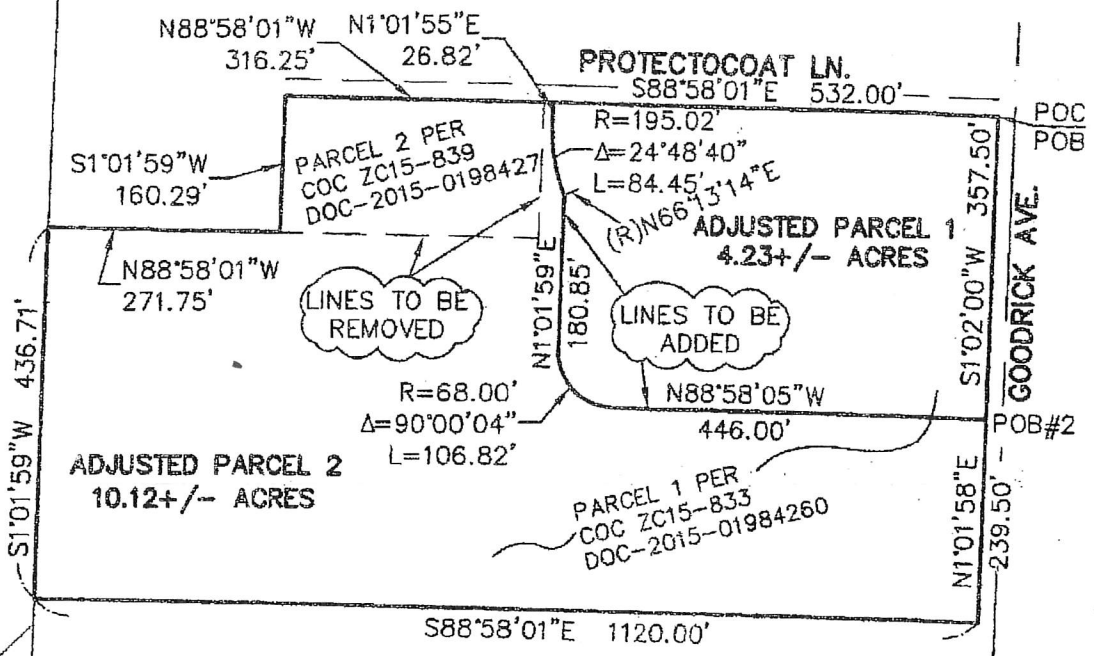 N88°58'01"W
316.25'
N1°01'55"E
26.82'
PROTECTOCOAT LN.
S88°58'01"E 532.00'
POC
POB
R=195.02'
Δ=24°48'40"
L=84.45'
(R)N66°13'14"E
S1°01'59"W
160.29'
PARCEL 2 PER
COC ZC15-839
DOC-2015-0198427
ADJUSTED PARCEL 1
4.23+/- ACRES
S1°02'00"W 357.50'
GOODRICK AVE.
N88°58'01"W
271.75'
LINES TO BE
REMOVED
N1°01'59"E
180.85'
LINES TO BE
ADDED
S1°01'59"W 436.71'
R=68.00'
Δ=90°00'04"
L=106.82'
N88°58'05"W
446.00'
POB#2
ADJUSTED PARCEL 2
10.12+/- ACRES
PARCEL 1 PER
COC ZC15-833
DOC-2015-01984260
N1°01'58"E
239.50'
S88°58'01"E 1120.00'